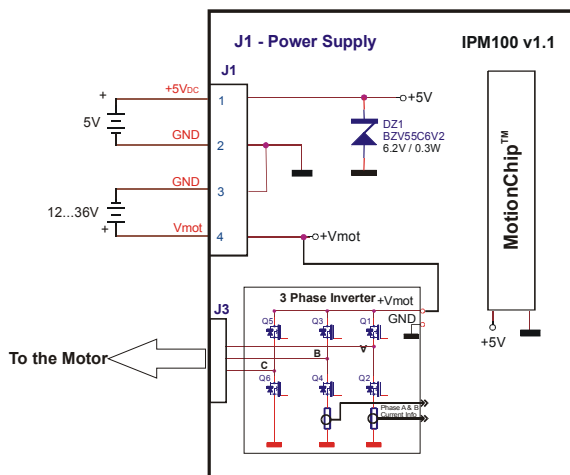 J1 - Power Supply
IPM100 v1.1
J1
+
+5VDC
1
+5V
5V
DZ1
BZV55C6V2
6.2V / 0.3W
GND
2
GND
3
12...36V
+
Vmot
4
+Vmot
MotionChip™
+5V
J3
3 Phase Inverter
+Vmot
GND
Q5
Q3
Q1
A
B
C
To the Motor
Q6
Q4
Q2
Phase A & B
Current Info